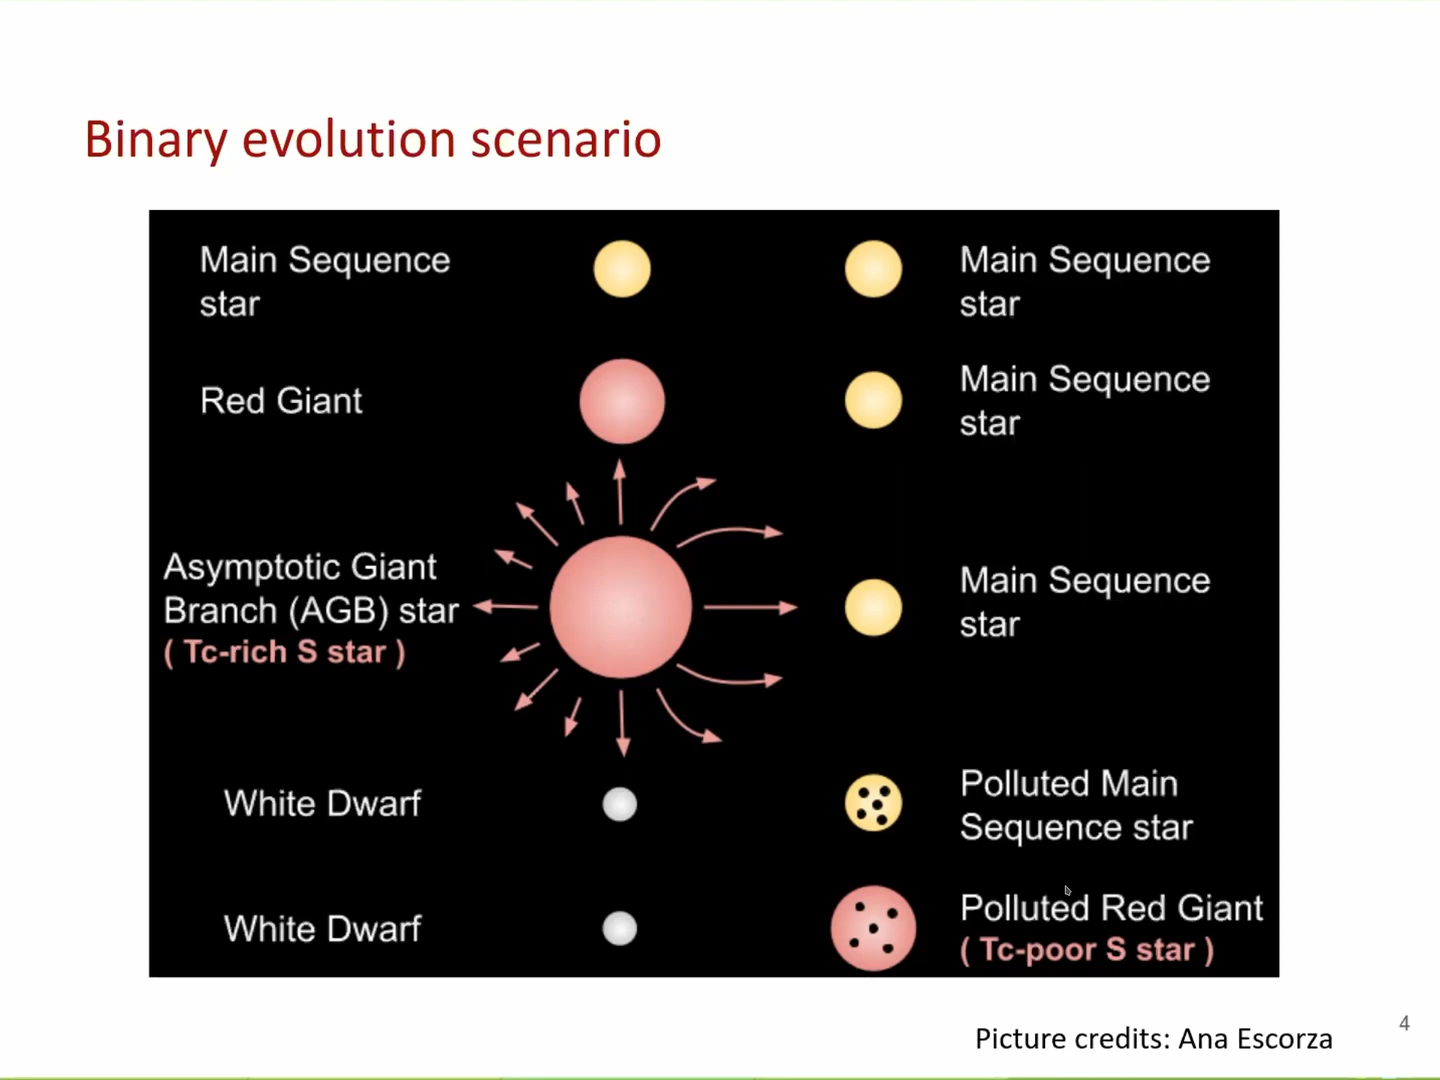 Binary evolution scenario
Main Sequence
star
Main Sequence
star
Red Giant
Main Sequence
star
Asymptotic Giant
Branch (AGB) star
( Tc-rich S star )
Main Sequence
star
White Dwarf
Polluted Main
Sequence star
White Dwarf
Polluted Red Giant
( Tc-poor S star )
Picture credits: Ana Escorza
4